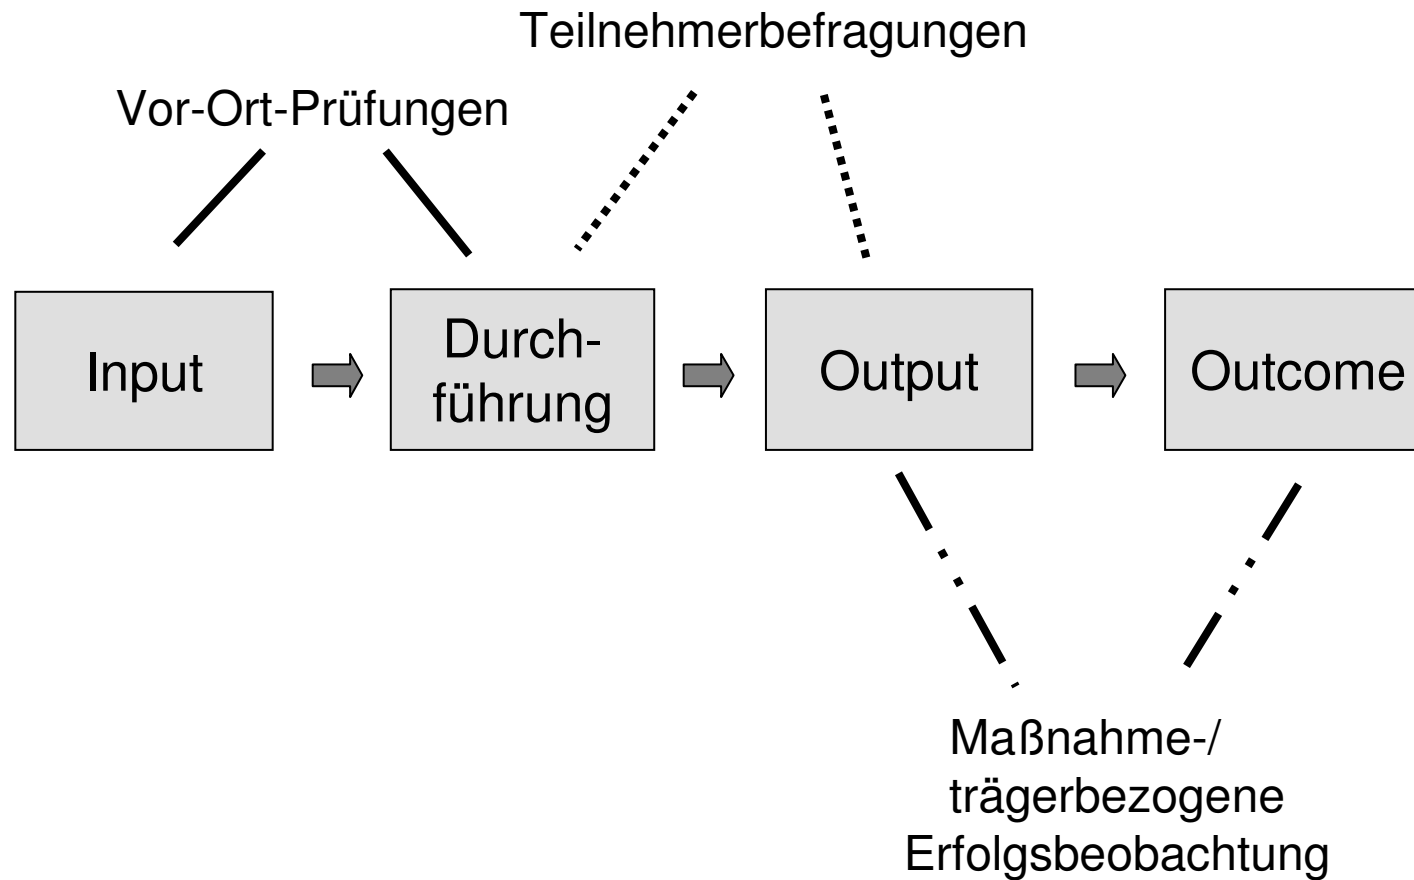 Teilnehmerbefragungen
Vor-Ort-Prüfungen
Input
Durch-
führung
Output
Outcome
Maßnahme-/
trägerbezogene
Erfolgsbeobachtung